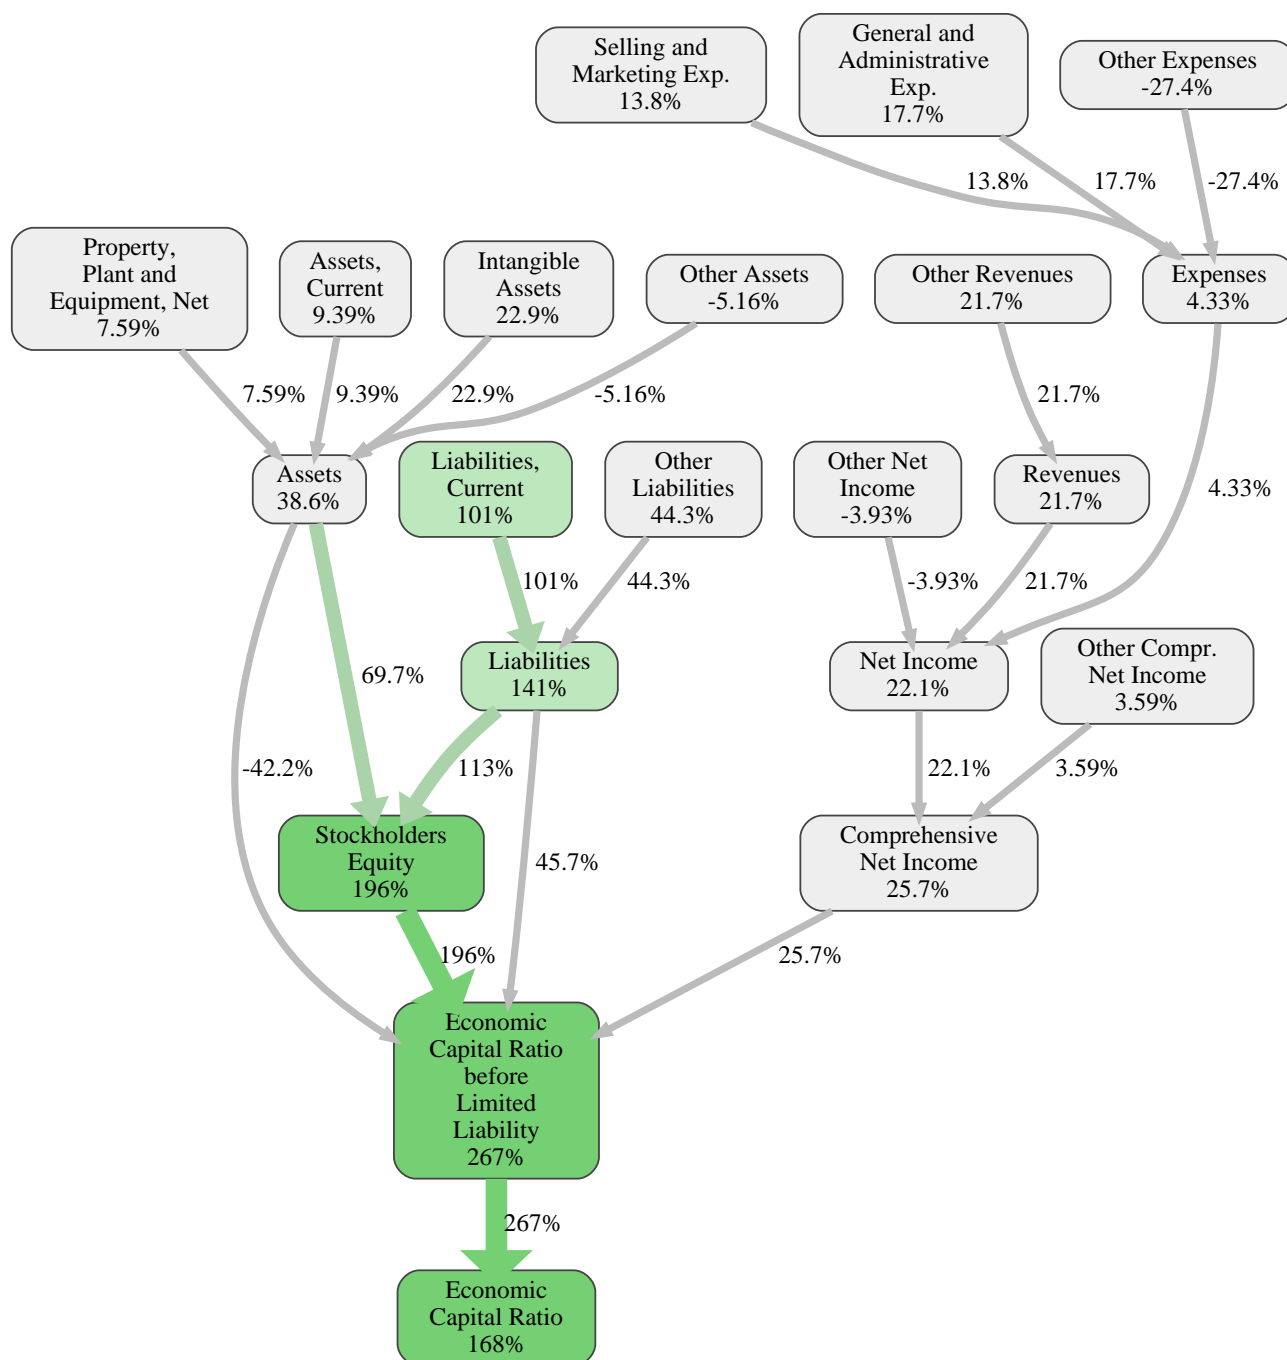 Selling and
Marketing Exp.
13.8%
General and
Administrative
Exp.
17.7%
Other Expenses
-27.4%
13.8%
17.7%
-27.4%
Property,
Plant and
Equipment, Net
7.59%
Assets,
Current
9.39%
Intangible
Assets
22.9%
Other Assets
-5.16%
Other Revenues
21.7%
Expenses
4.33%
7.59%
9.39%
22.9%
-5.16%
21.7%
4.33%
Assets
38.6%
Liabilities,
Current
101%
Other
Liabilities
44.3%
Other Net
Income
-3.93%
Revenues
21.7%
101%
44.3%
-3.93%
21.7%
69.7%
Liabilities
141%
Net Income
22.1%
Other Compr.
Net Income
3.59%
-42.2%
113%
22.1%
3.59%
Stockholders
Equity
196%
45.7%
Comprehensive
Net Income
25.7%
196%
25.7%
Economic
Capital Ratio
before
Limited
Liability
267%
267%
Economic
Capital Ratio
168%